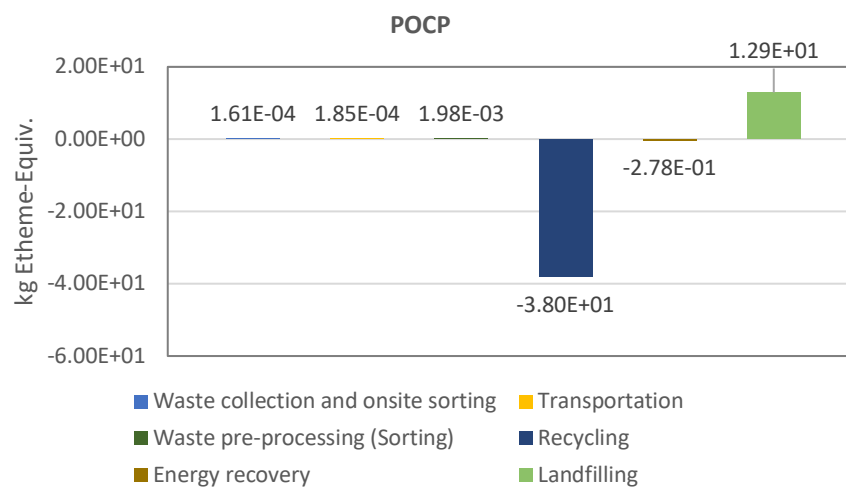 POCP
kg Etheme-Equiv.
2.00E+01
0.00E+00
-2.00E+01
-4.00E+01
-6.00E+01
1.61E-04
1.85E-04
1.98E-03
-3.80E+01
-2.78E-01
1.29E+01
Waste collection and onsite sorting
Transportation
Waste pre-processing (Sorting)
Recycling
Energy recovery
Landfilling